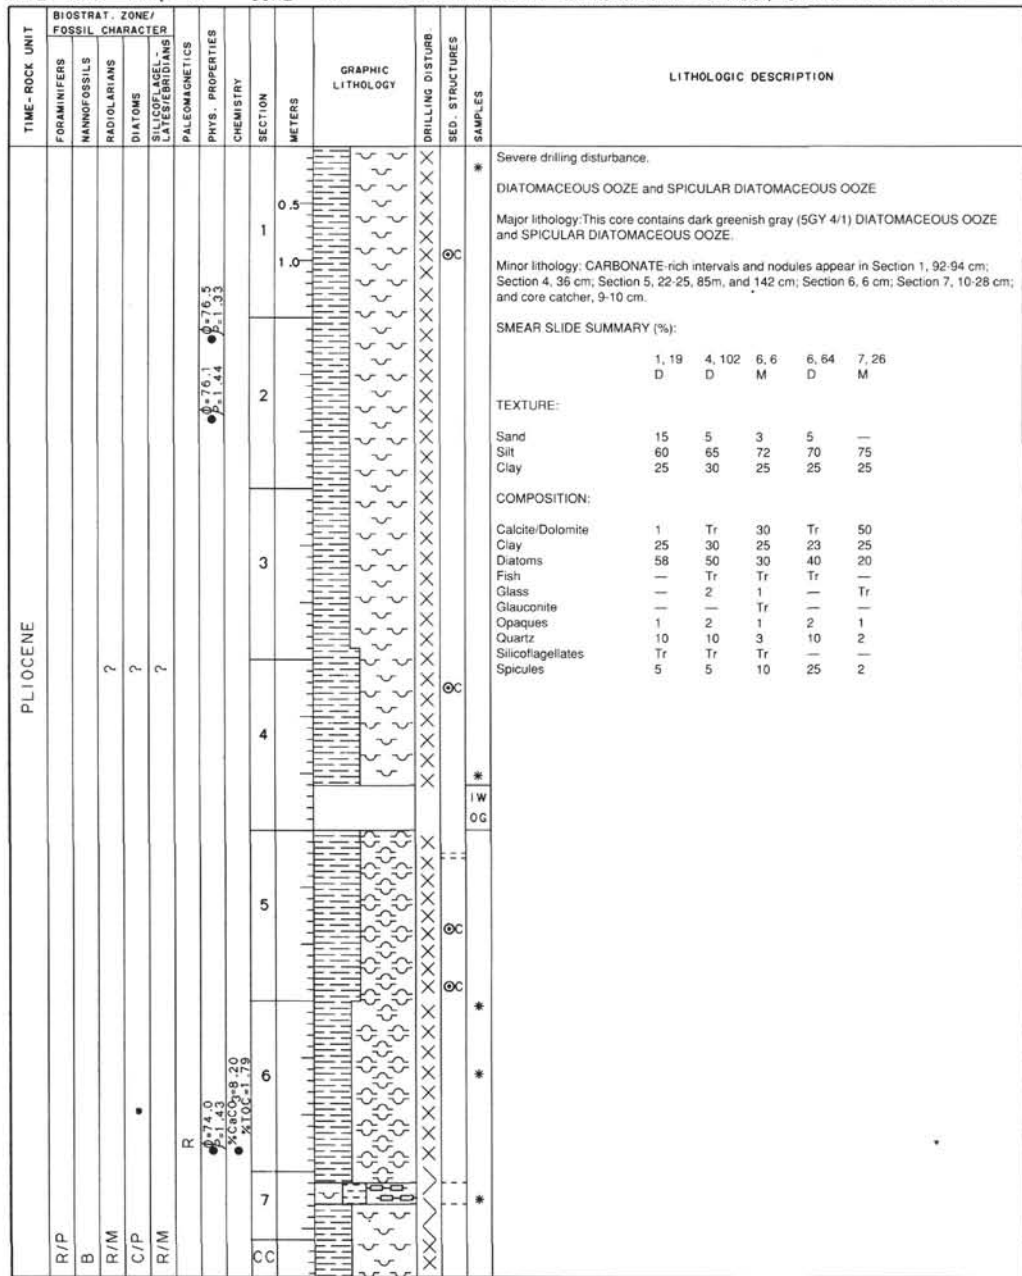 TIME-ROCK UNIT
BIOSTRAT. ZONE/
FOSSIL CHARACTER
FORAMINIFERS
NANNOFOSSILS
RADIOLARIANS
DIATOMS
SILICOFLAGEL-
LATES/EBRIDIANS
PALEOMAGNETICS
PHYS. PROPERTIES
CHEMISTRY
SECTION
METERS
GRAPHIC
LITHOLOGY
DRILLING DISTURB.
SED. STRUCTURES
SAMPLES
LITHOLOGIC DESCRIPTION
PLIOCENE
R/P
B
? R/M
? C/P
? R/M
R
Φ=76.5
ρ=1.33
Φ=76.1
ρ=1.44
Φ=74.0
ρ=1.43
%CaCO3=8.20
%TOC=1.79
1
2
3
4
5
6
7
CC
0.5
1.0
C
C
C
C
*
*
IW
OG
*
*
*
Severe drilling disturbance.
DIATOMACEOUS OOZE and SPICULAR DIATOMACEOUS OOZE
Major lithology:This core contains dark greenish gray (5GY 4/1) DIATOMACEOUS OOZE
and SPICULAR DIATOMACEOUS OOZE.
Minor lithology: CARBONATE-rich intervals and nodules appear in Section 1, 92-94 cm;
Section 4, 36 cm; Section 5, 22-25, 85m, and 142 cm; Section 6, 6 cm; Section 7, 10-28 cm;
and core catcher, 9-10 cm.
SMEAR SLIDE SUMMARY (%):
1, 19 4, 102 6, 6 6, 64 7, 26
D D M D M
TEXTURE:
Sand 15 5 3 5 —
Silt 60 65 72 70 75
Clay 25 30 25 25 25
COMPOSITION:
Calcite/Dolomite 1 Tr 30 Tr 50
Clay 25 30 25 23 25
Diatoms 58 50 30 40 20
Fish — Tr Tr Tr —
Glass — 2 1 — Tr
Glauconite — — Tr — —
Opaques 1 2 1 2 1
Quartz 10 10 3 10 2
Silicoflagellates Tr Tr Tr — —
Spicules 5 5 10 25 2